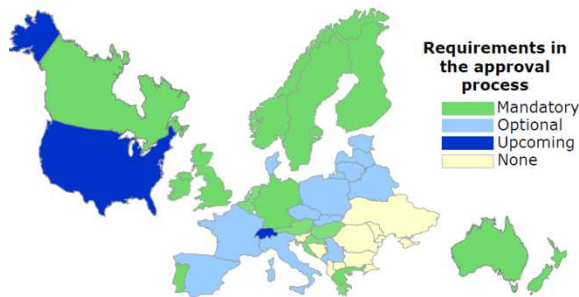 Requirements in
the approval
process
Mandatory
Optional
Upcoming
None